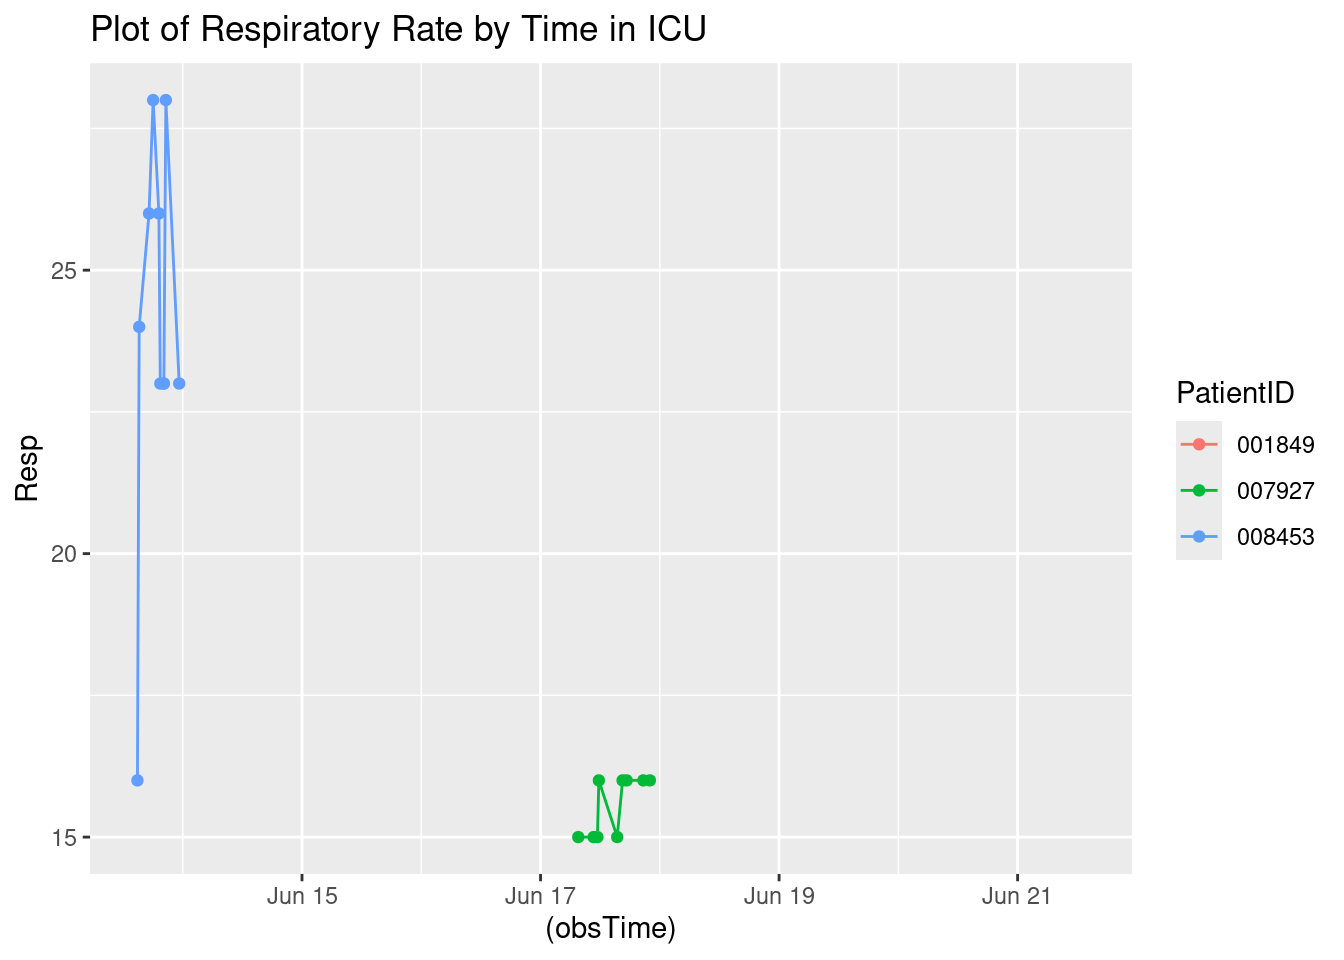 Plot of Respiratory Rate by Time in ICU
Resp
25
20
15
Jun 15
Jun 17
Jun 19
Jun 21
(obsTime)
PatientID
001849
007927
008453